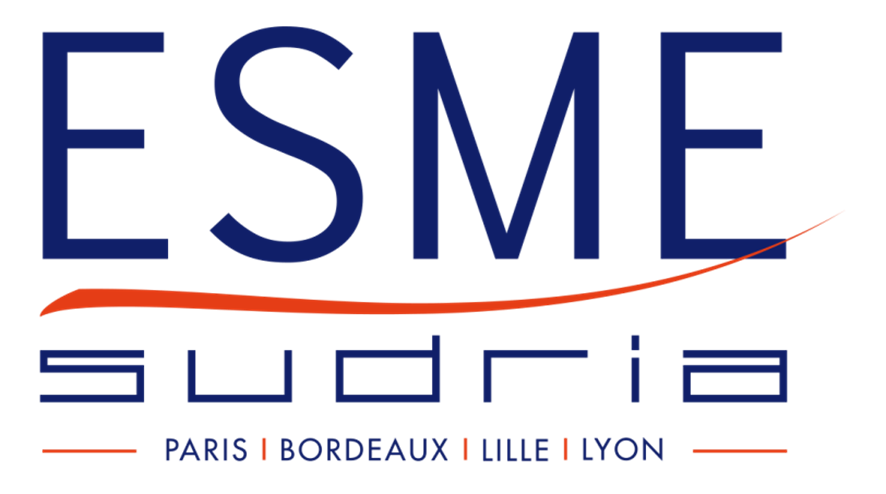 ESME
sudria
PARIS | BORDEAUX | LILLE | LYON